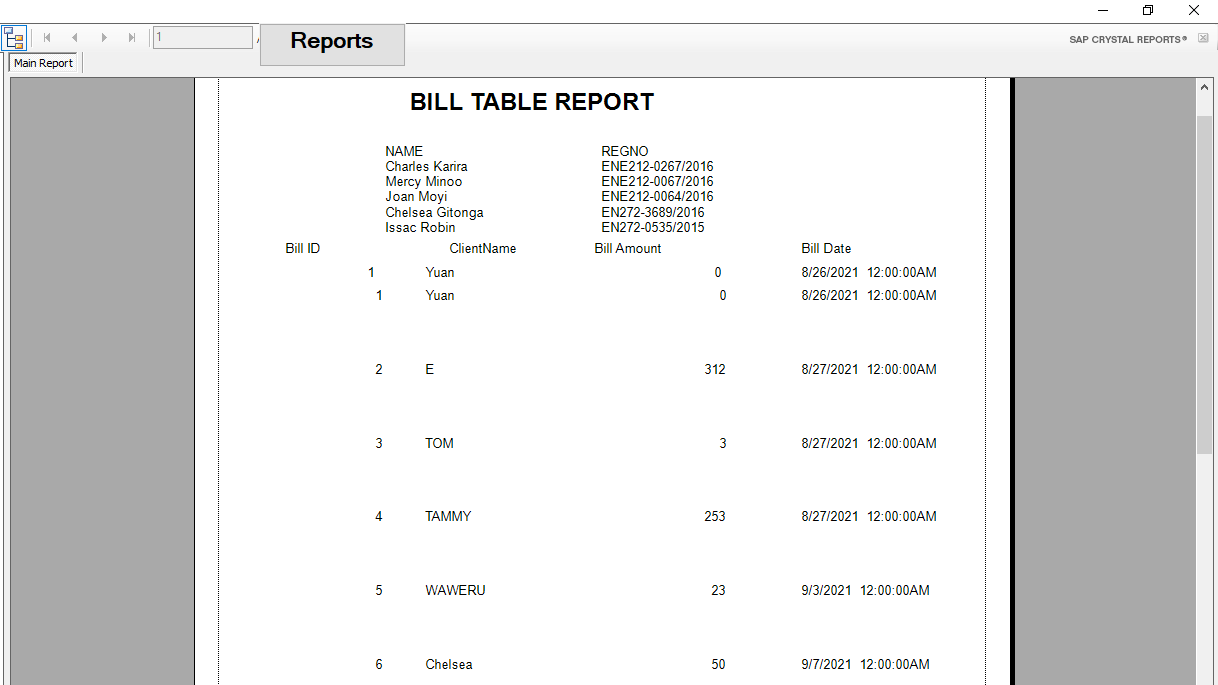 1 / Reports SAP CRYSTAL REPORTS®
Main Report
BILL TABLE REPORT
NAME REGNO
Charles Karira ENE212-0267/2016
Mercy Minoo ENE212-0067/2016
Joan Moyi ENE212-0064/2016
Chelsea Gitonga EN272-3689/2016
Issac Robin EN272-0535/2015
Bill ID ClientName Bill Amount Bill Date
1 Yuan 0 8/26/2021 12:00:00AM
1 Yuan 0 8/26/2021 12:00:00AM
2 E 312 8/27/2021 12:00:00AM
3 TOM 3 8/27/2021 12:00:00AM
4 TAMMY 253 8/27/2021 12:00:00AM
5 WAWERU 23 9/3/2021 12:00:00AM
6 Chelsea 50 9/7/2021 12:00:00AM